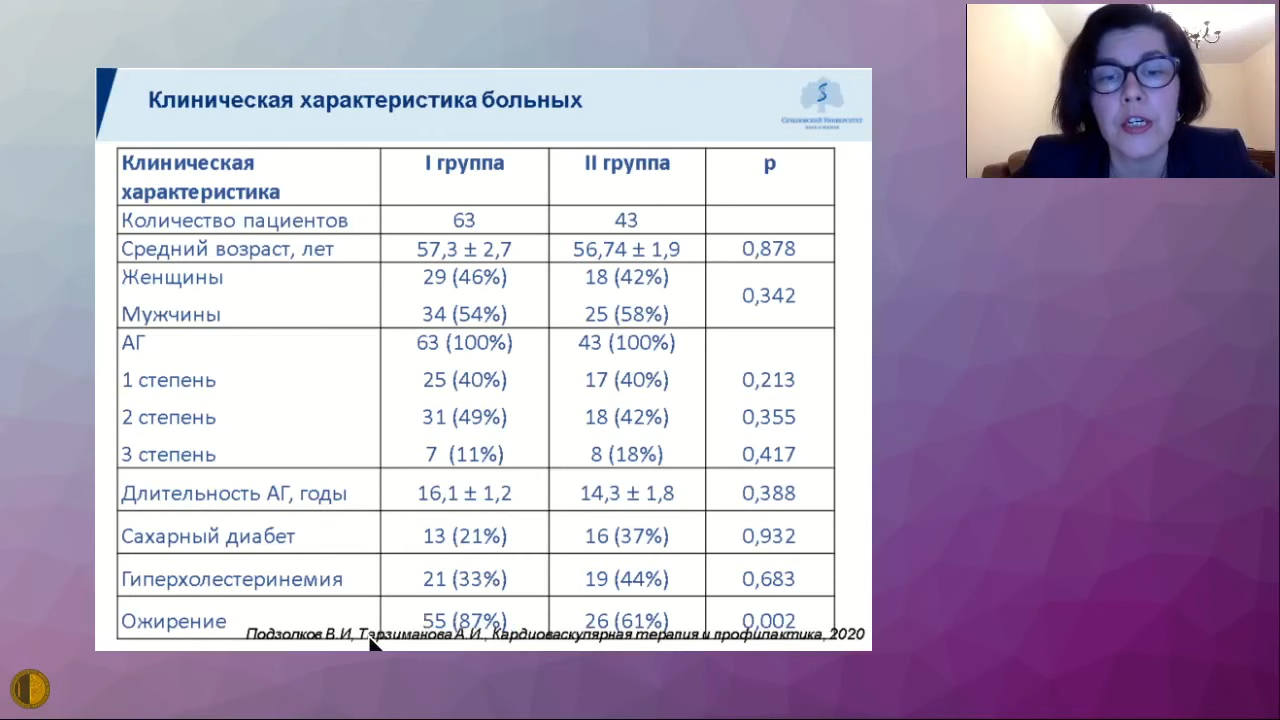 Клиническая характеристика больных
Сеченовский Университет
Клиническая характеристика I группа II группа p
Количество пациентов 63 43
Средний возраст, лет 57,3 ± 2,7 56,74 ± 1,9 0,878
Женщины 29 (46%) 18 (42%)
0,342
Мужчины 34 (54%) 25 (58%)
АГ 63 (100%) 43 (100%)
1 степень 25 (40%) 17 (40%) 0,213
2 степень 31 (49%) 18 (42%) 0,355
3 степень 7 (11%) 8 (18%) 0,417
Длительность АГ, годы 16,1 ± 1,2 14,3 ± 1,8 0,388
Сахарный диабет 13 (21%) 16 (37%) 0,932
Гиперхолестеринемия 21 (33%) 19 (44%) 0,683
Ожирение 55 (87%) 26 (61%) 0,002
Подзолков В.И, Тарзиманова А.И., Кардиоваскулярная терапия и профилактика, 2020